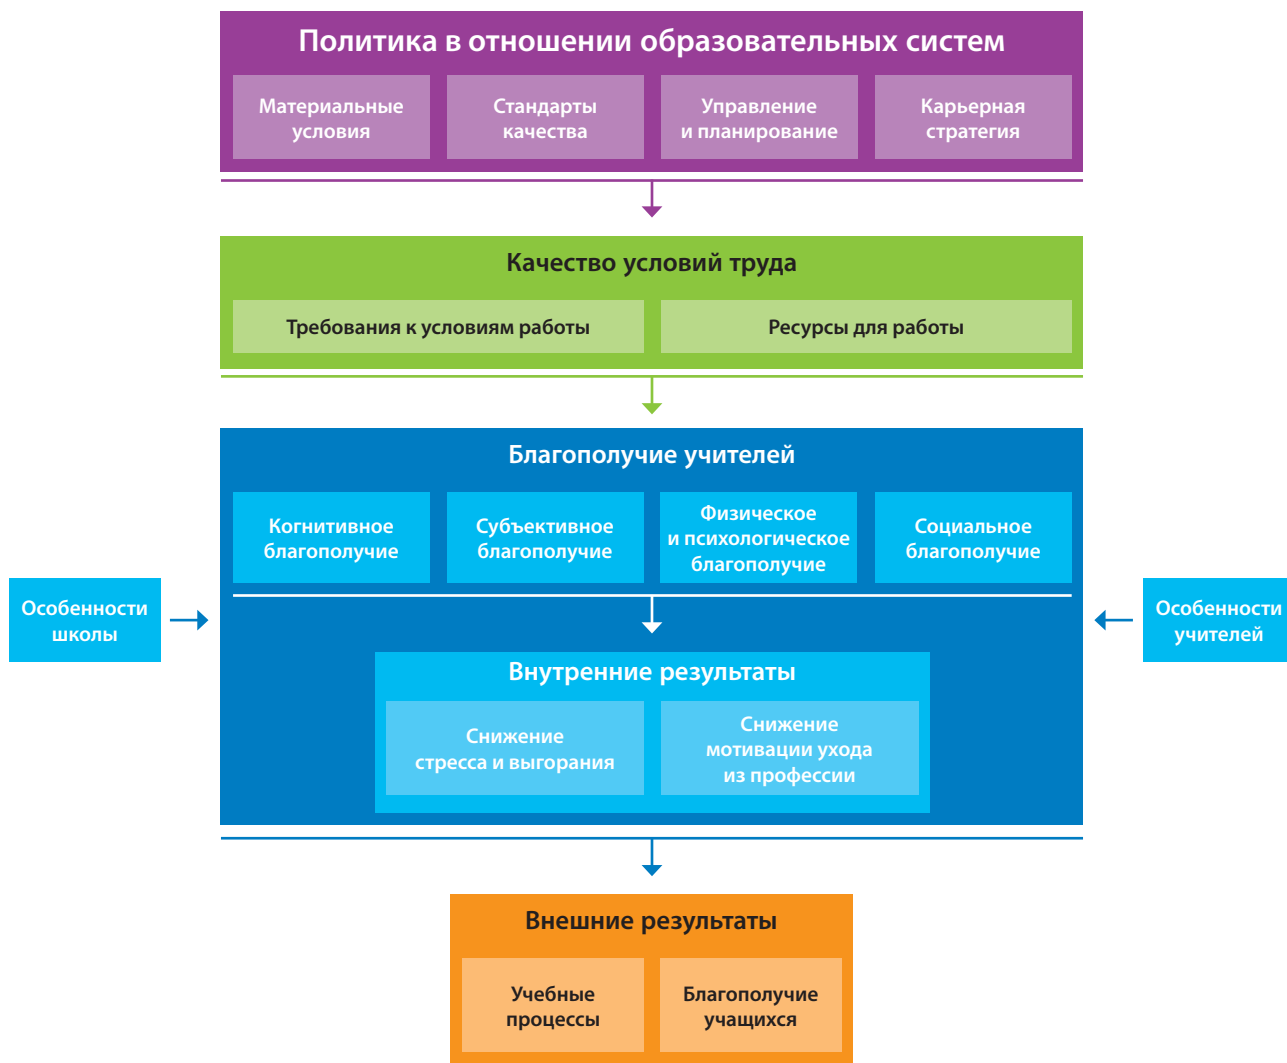 Политика в отношении образовательных систем
Материальные
условия
Стандарты
качества
Управление
и планирование
Карьерная
стратегия
Качество условий труда
Требования к условиям работы
Ресурсы для работы
Благополучие учителей
Когнитивное
благополучие
Субъективное
благополучие
Физическое
и психологическое
благополучие
Социальное
благополучие
Особенности
школы
Особенности
учителей
Внутренние результаты
Снижение
стресса и выгорания
Снижение
мотивации ухода
из профессии
Внешние результаты
Учебные
процессы
Благополучие
учащихся